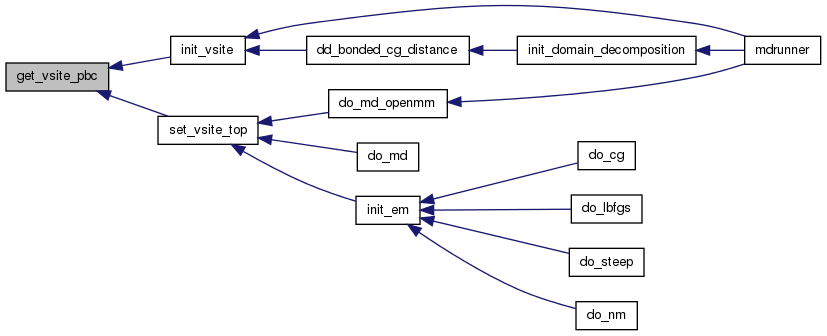 get_vsite_pbc
init_vsite
dd_bonded_cg_distance
init_domain_decomposition
mdrunner
set_vsite_top
do_md_openmm
do_md
init_em
do_cg
do_lbfgs
do_steep
do_nm